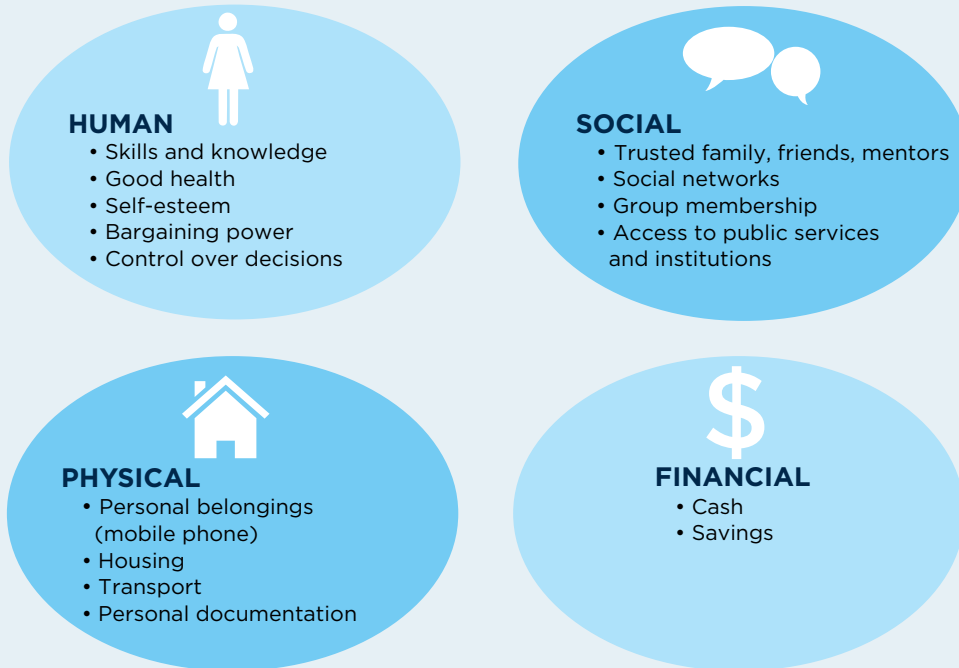 HUMAN
• Skills and knowledge
• Good health
• Self-esteem
• Bargaining power
• Control over decisions
SOCIAL
• Trusted family, friends, mentors
• Social networks
• Group membership
• Access to public services
and institutions
PHYSICAL
• Personal belongings
(mobile phone)
• Housing
• Transport
• Personal documentation
$
FINANCIAL
• Cash
• Savings